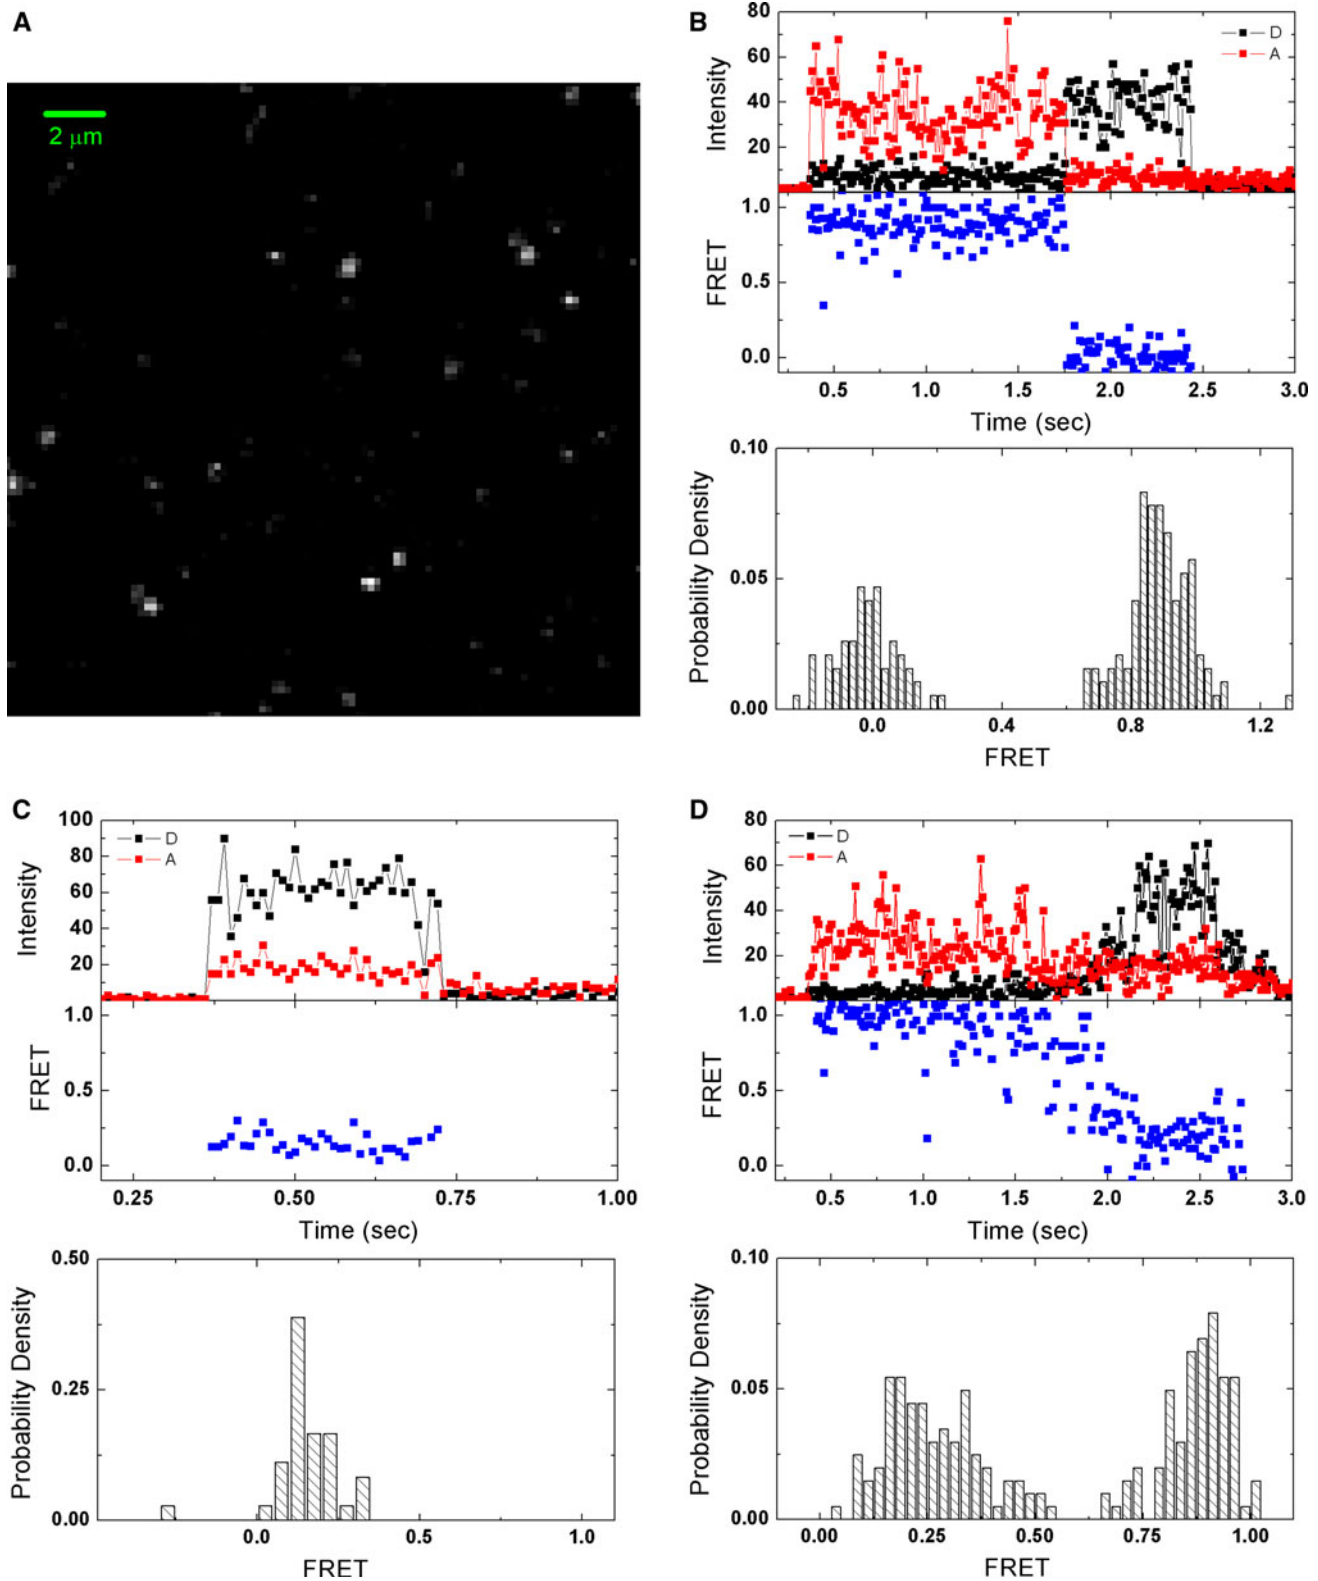 A
2 μm
B
80
60
40
20
Intensity
D
A
1.0
0.5
0.0
FRET
0.5 1.0 1.5 2.0 2.5 3.0
Time (sec)
0.10
0.05
0.00
Probability Density
0.0 0.4 0.8 1.2
FRET
C
100
80
60
40
20
Intensity
D
A
1.0
0.5
0.0
FRET
0.25 0.50 0.75 1.00
Time (sec)
0.50
0.25
0.00
Probability Density
0.0 0.5 1.0
FRET
D
80
60
40
20
Intensity
D
A
1.0
0.5
0.0
FRET
0.5 1.0 1.5 2.0 2.5 3.0
Time (sec)
0.10
0.05
0.00
Probability Density
0.00 0.25 0.50 0.75 1.00
FRET